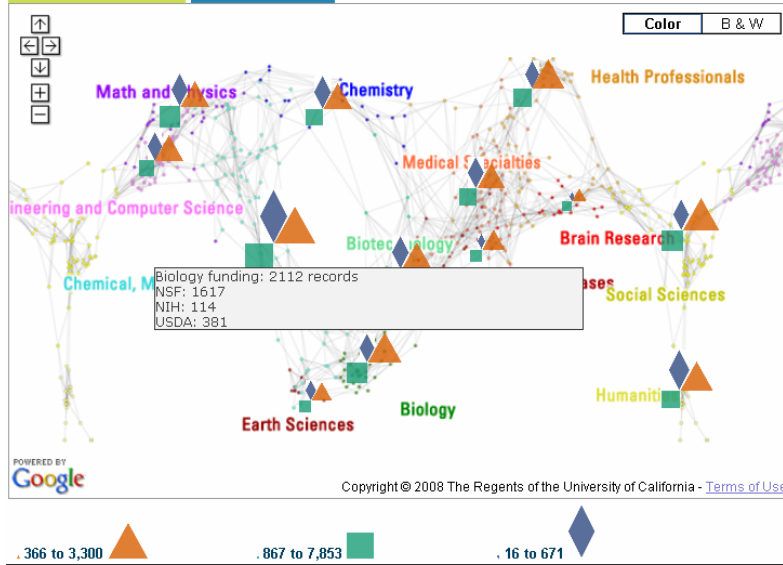 Color
B & W
Health Professionals
Math and Physics
Chemistry
Medical Specialties
ineering and Computer Science
Biotechnology
Brain Research
Chemical, M
ases
Social Sciences
Biology funding: 2112 records
NSF: 1617
NIH: 114
USDA: 381
Humanities
Biology
Earth Sciences
POWERED BY
Google
Copyright © 2008 The Regents of the University of California - Terms of Use
366 to 3,300
867 to 7,853
16 to 671